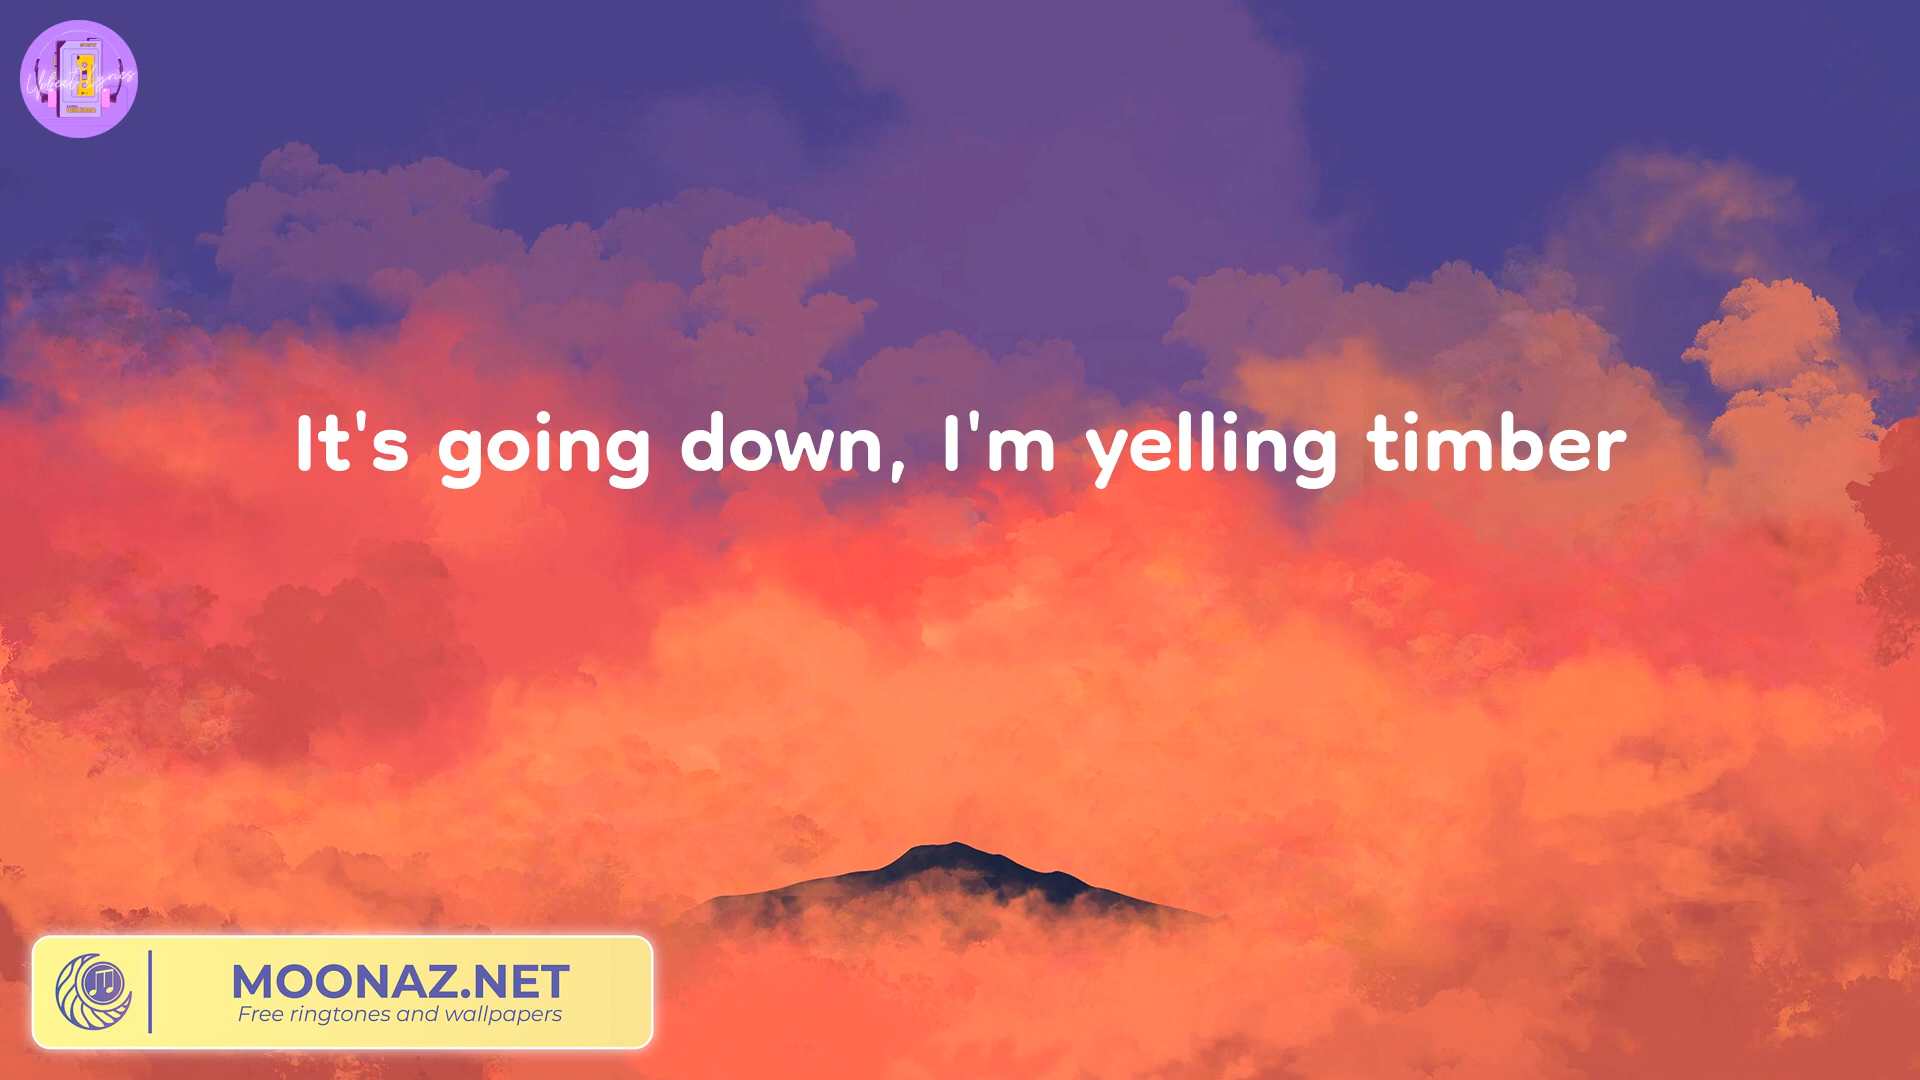 It's going down, I'm yelling timber
MOONAZ.NET
Free ringtones and wallpapers